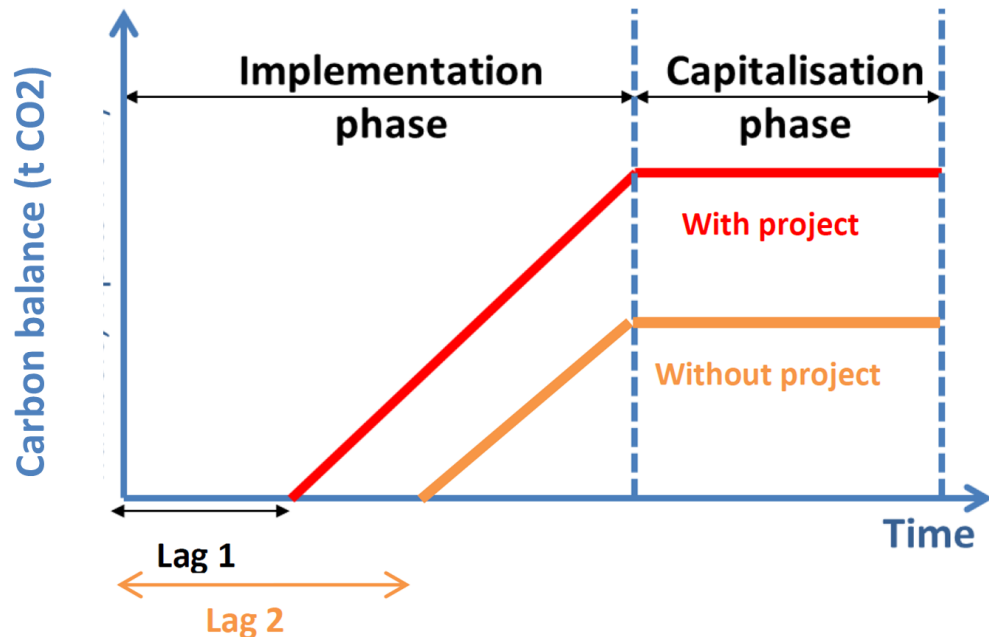 Carbon balance (t CO2)
Implementation
phase
Capitalisation
phase
With project
Without project
Time
Lag 1
Lag 2